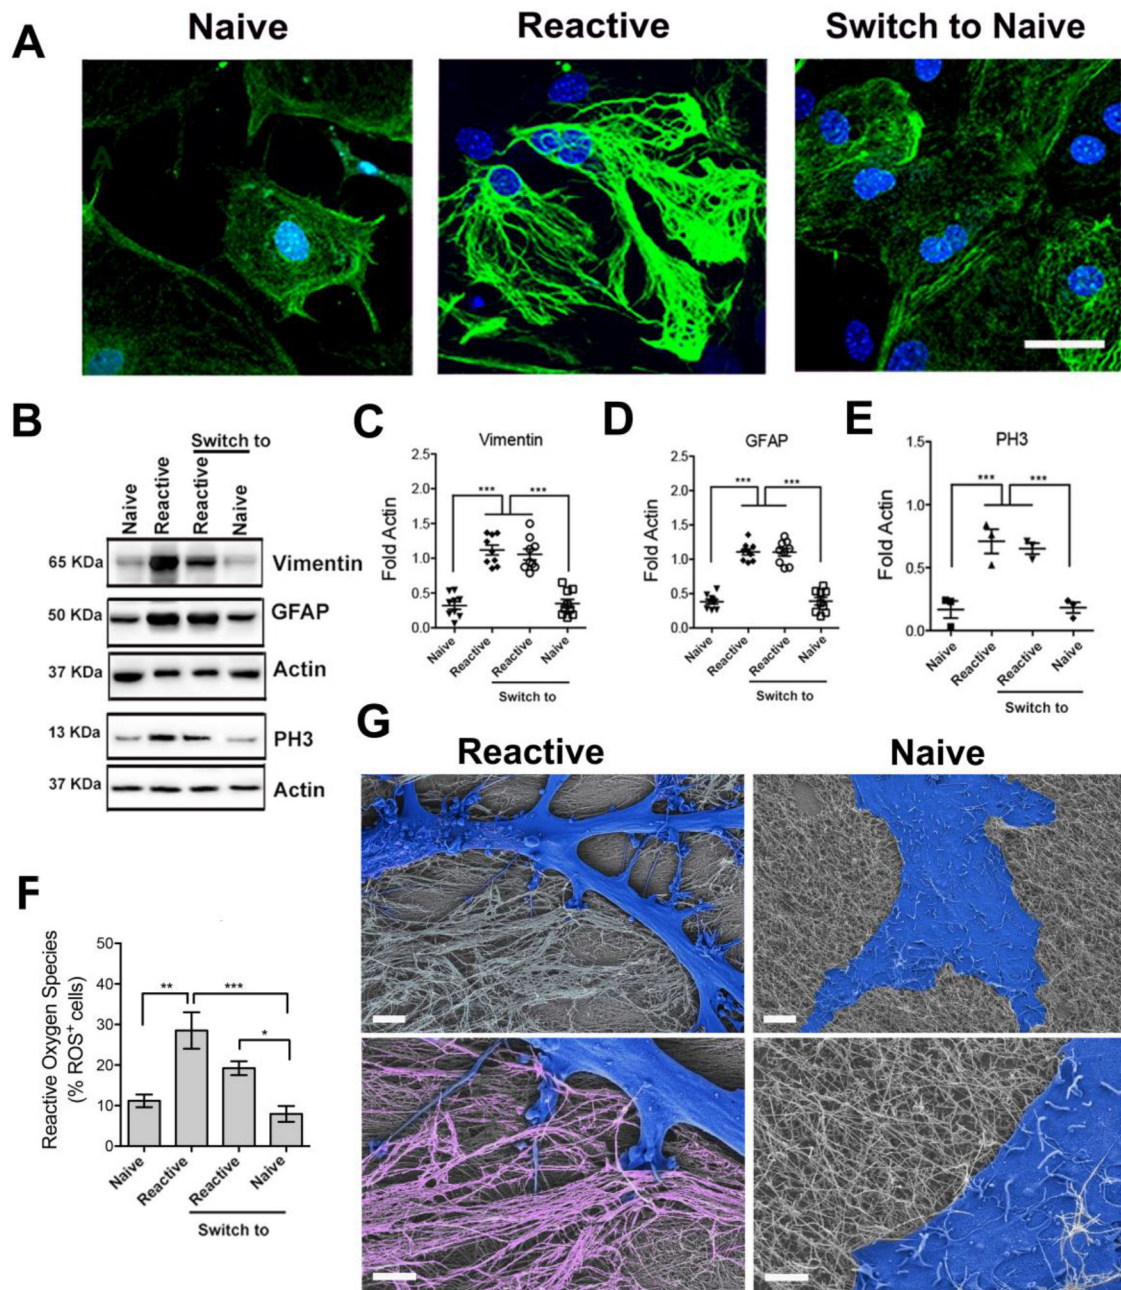 A
Naive
Reactive
Switch to Naive
A
B
Switch to
Naive
Reactive
Reactive
Naive
65 KDa
Vimentin
50 KDa
GFAP
37 KDa
Actin
13 KDa
PH3
37 KDa
Actin
C
Vimentin
Fold Actin
2.5
2.0
1.5
1.0
0.5
0.0
***
***
Naive
Reactive
Reactive
Naive
Switch to
D
GFAP
Fold Actin
2.5
2.0
1.5
1.0
0.5
0.0
***
***
Naive
Reactive
Reactive
Naive
Switch to
E
PH3
Fold Actin
1.5
1.0
0.5
0.0
***
***
Naive
Reactive
Reactive
Naive
Switch to
F
Reactive Oxygen Species
(% ROS⁺ cells)
50
40
30
20
10
0
**
***
*
Naive
Reactive
Reactive
Naive
Switch to
G
Reactive
Naive